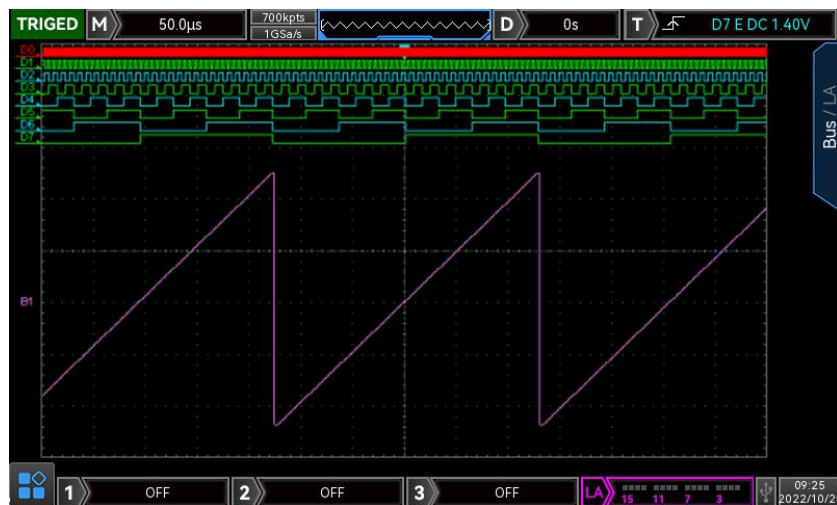 TRIGED M 50.0µs 700kpts D 0s T D7 E DC 1.40V
1GSa/s
D0
D1
D2
D3
D4
D5
D6
D7
Bus / LA
B1
1 OFF 2 OFF 3 OFF LA 15 11 7 3 09:25
2022/10/2